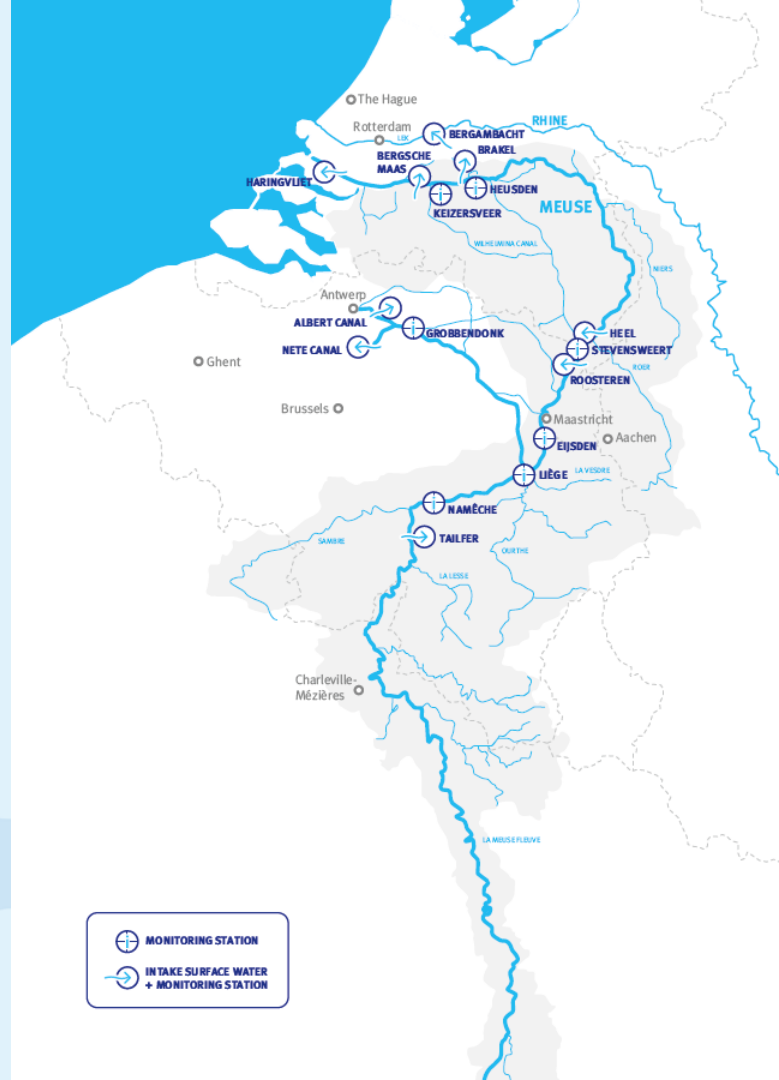 The Hague
RHINE
Rotterdam
LEK
BERGAMBACHT
BRAKEL
BERGSCHE
MAAS
HARINGVLIET
HEUSDEN
KEIZERSVEER
MEUSE
WILHELMINA CANAL
NIERS
Antwerp
ALBERT CANAL
GROBBENDONK
HEEL
NETE CANAL
STEVENSWEERT
Ghent
ROER
ROOSTEREN
Brussels
Maastricht
Aachen
EIJSDEN
LIÈGE
LA VESDRE
NAMÊCHE
SAMBRE
TAILFER
OURTHE
LA LESSE
Charleville-
Mézières
LA MEUSE FLEUVE
MONITORING STATION
INTAKE SURFACE WATER
+ MONITORING STATION